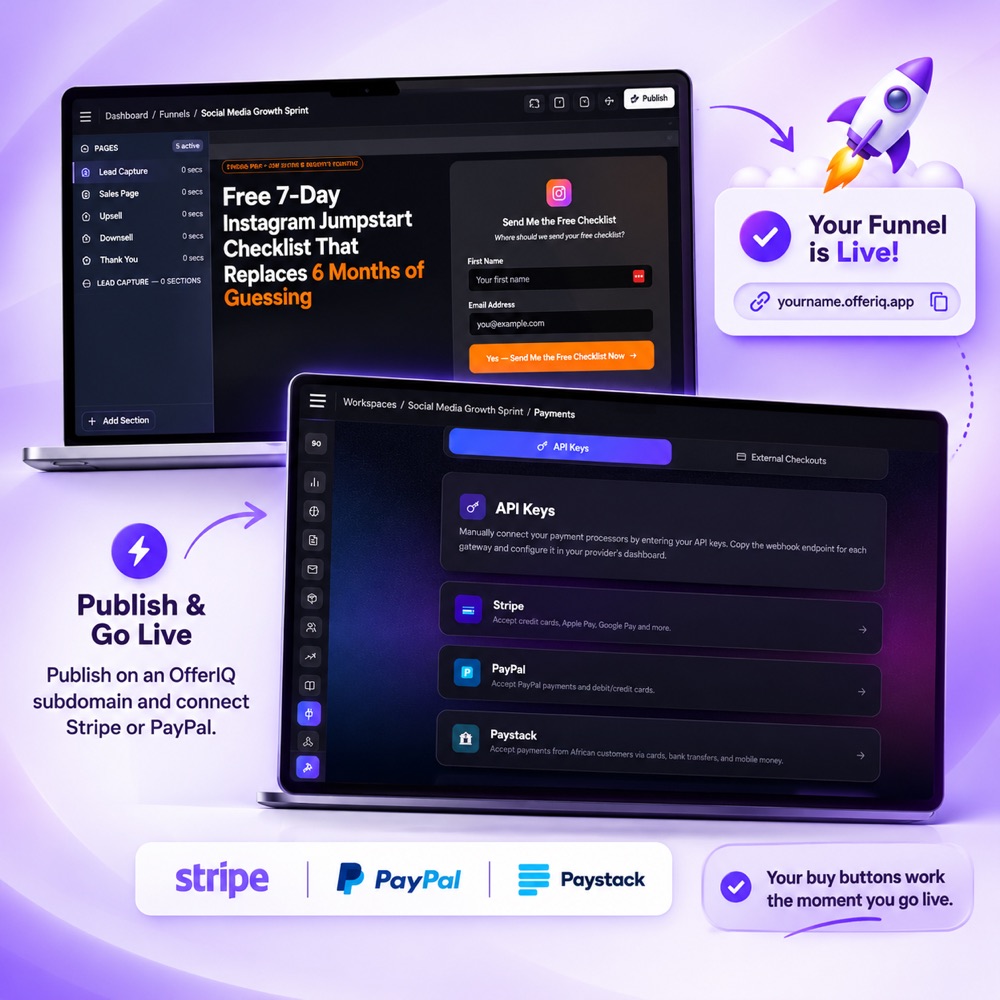 Dashboard / Funnels / Social Media Growth Sprint
Publish
PAGES
5 active
Lead Capture
0 secs
Sales Page
0 secs
Upsell
0 secs
Downsell
0 secs
Thank You
0 secs
LEAD CAPTURE — 0 SECTIONS
Add Section
Free 7-Day
Instagram Jumpstart
Checklist That
Replaces 6 Months of
Guessing
Send Me the Free Checklist
Where should we send your free checklist?
First Name
Your first name
Email Address
you@example.com
Yes — Send Me the Free Checklist Now →
Your Funnel
is Live!
yourname.offeriq.app
Workspaces / Social Media Growth Sprint / Payments
API Keys
External Checkouts
API Keys
Manually connect your payment processors by entering your API keys. Copy the webhook endpoint for each
gateway and configure it in your provider's dashboard.
Stripe
Accept credit cards, Apple Pay, Google Pay and more.
PayPal
Accept PayPal payments and debit/credit cards.
Paystack
Accept payments from African customers via cards, bank transfers, and mobile money.
Publish &
Go Live
Publish on an OfferIQ
subdomain and connect
Stripe or PayPal.
stripe
PayPal
Paystack
Your buy buttons work
the moment you go live.